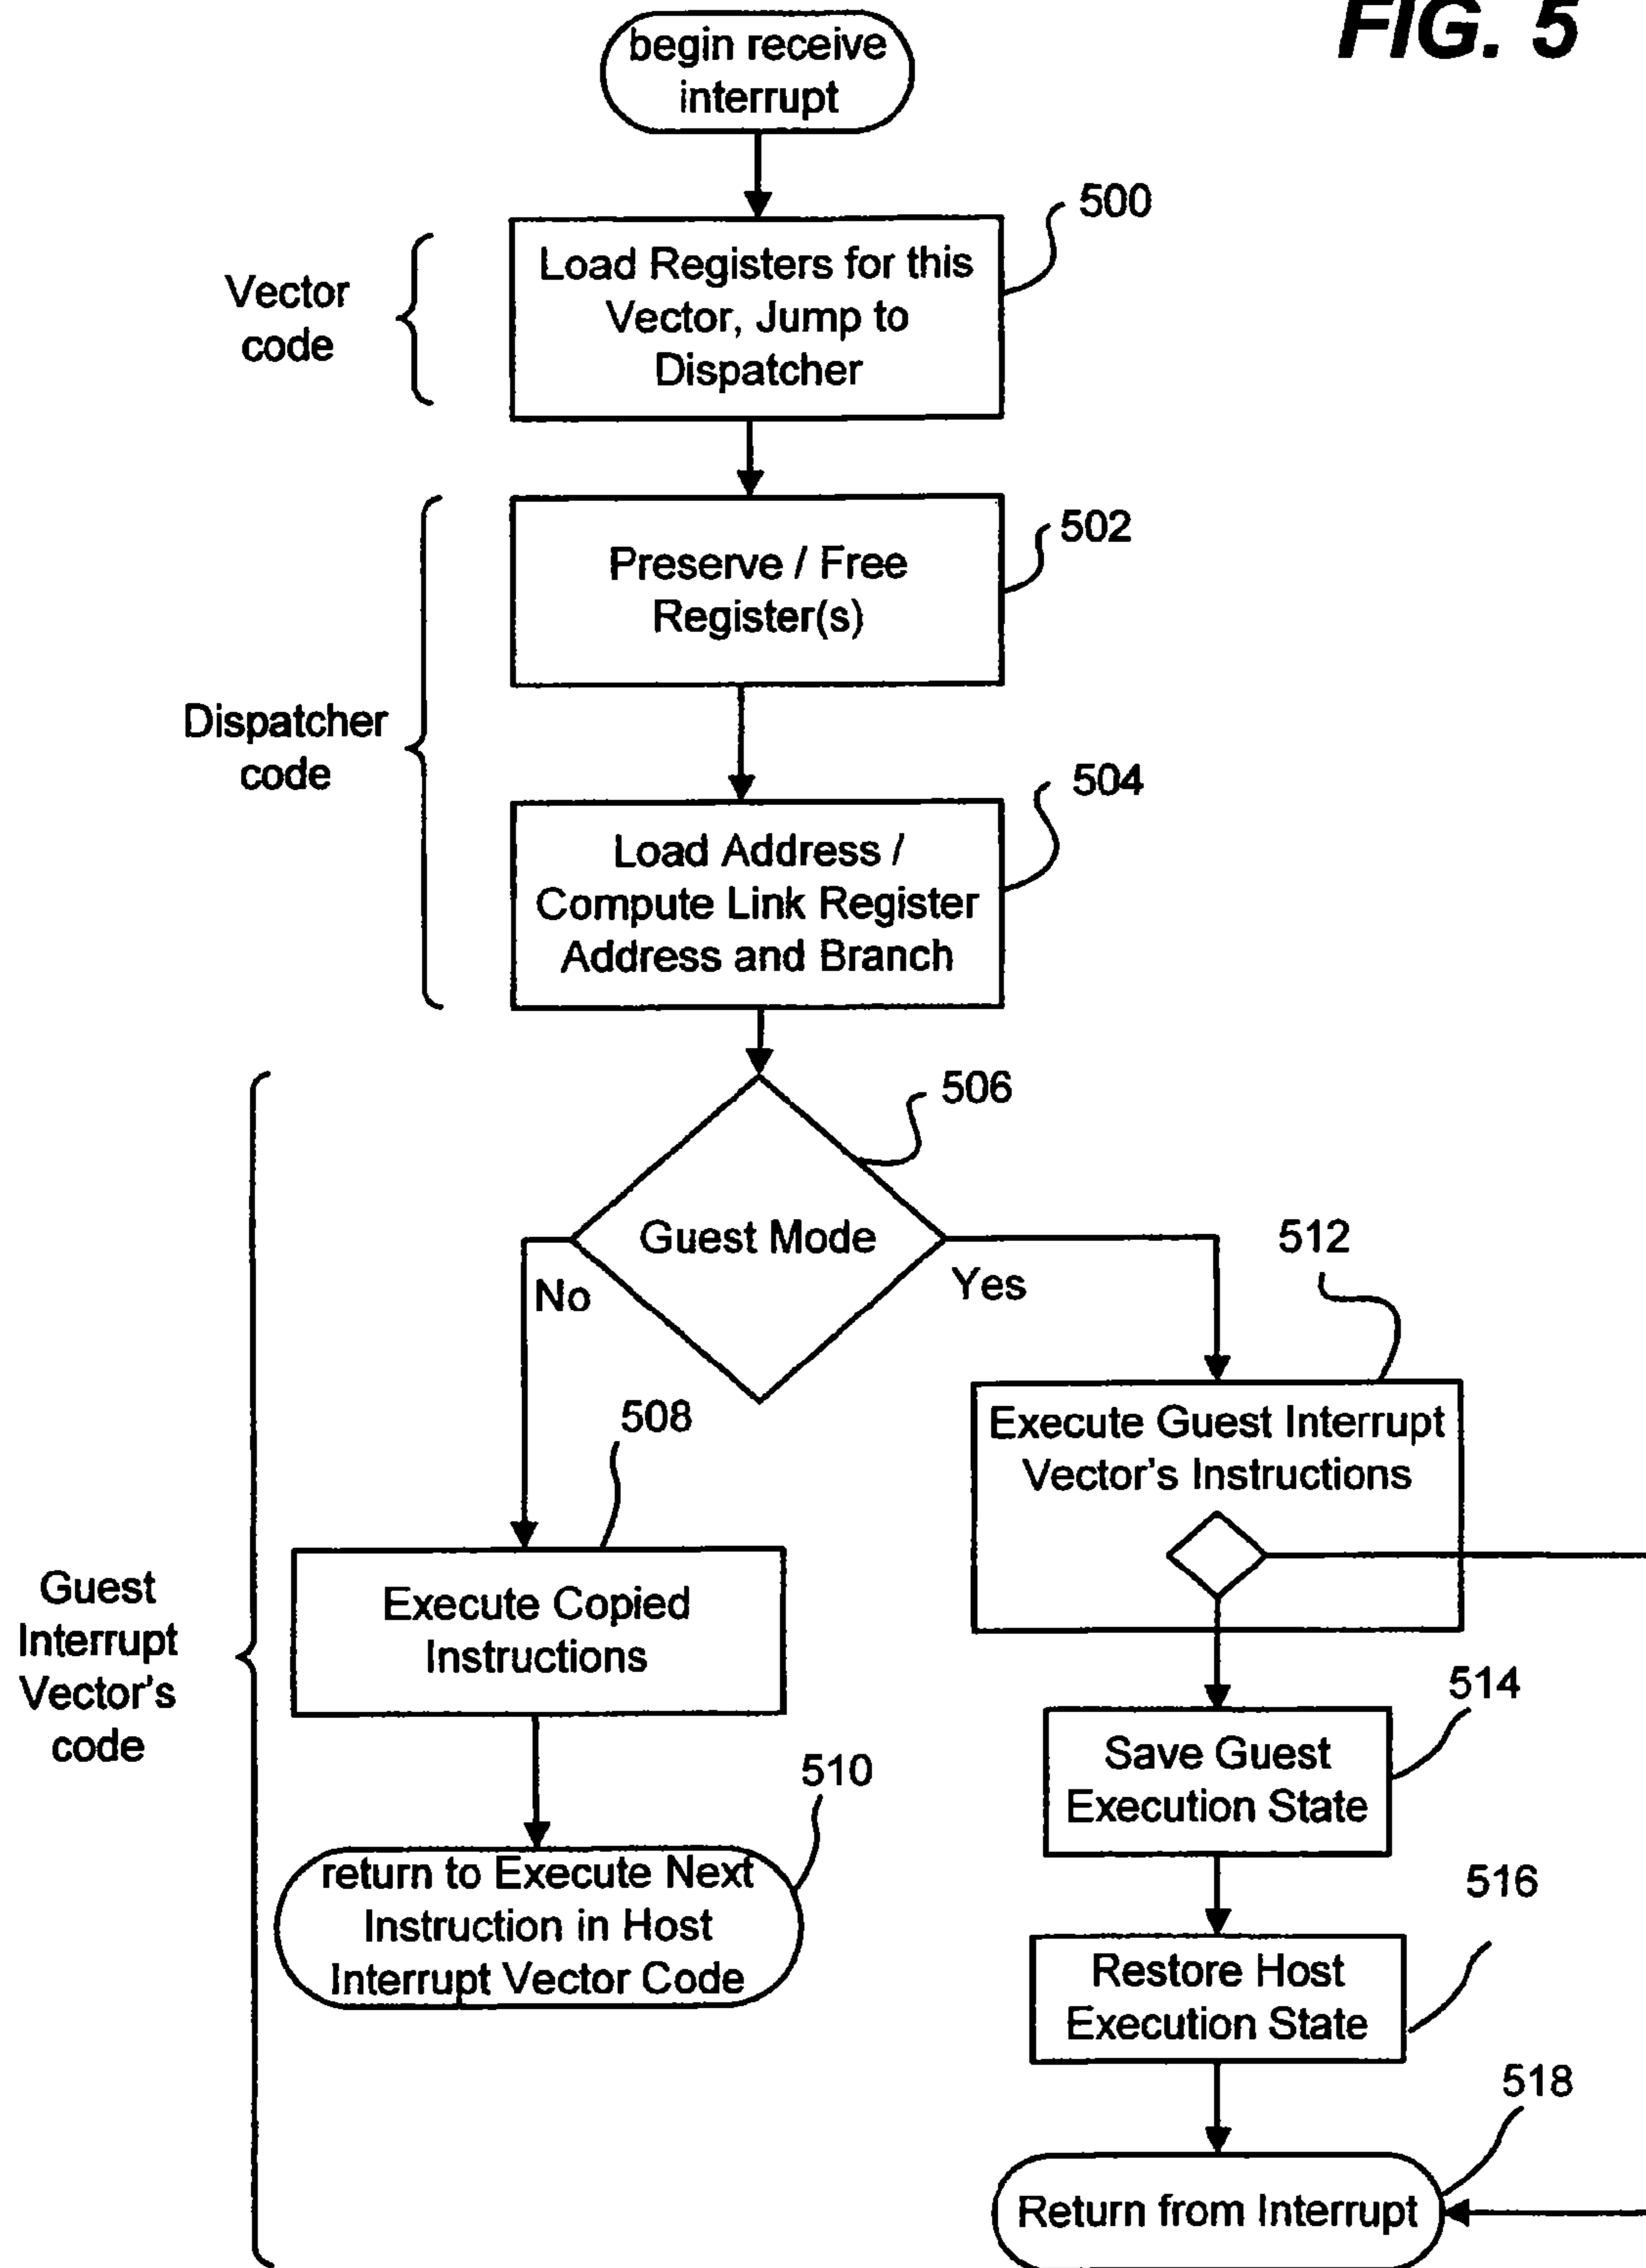 FIG. 5
begin receive
interrupt
500
Vector
code
Load Registers for this
Vector, Jump to
Dispatcher
502
Preserve / Free
Register(s)
Dispatcher
code
504
Load Address /
Compute Link Register
Address and Branch
506
Guest Mode
No
Yes
512
Execute Guest Interrupt
Vector's Instructions
508
Execute Copied
Instructions
Guest
Interrupt
Vector's
code
514
Save Guest
Execution State
510
return to Execute Next
Instruction in Host
Interrupt Vector Code
516
Restore Host
Execution State
518
Return from Interrupt